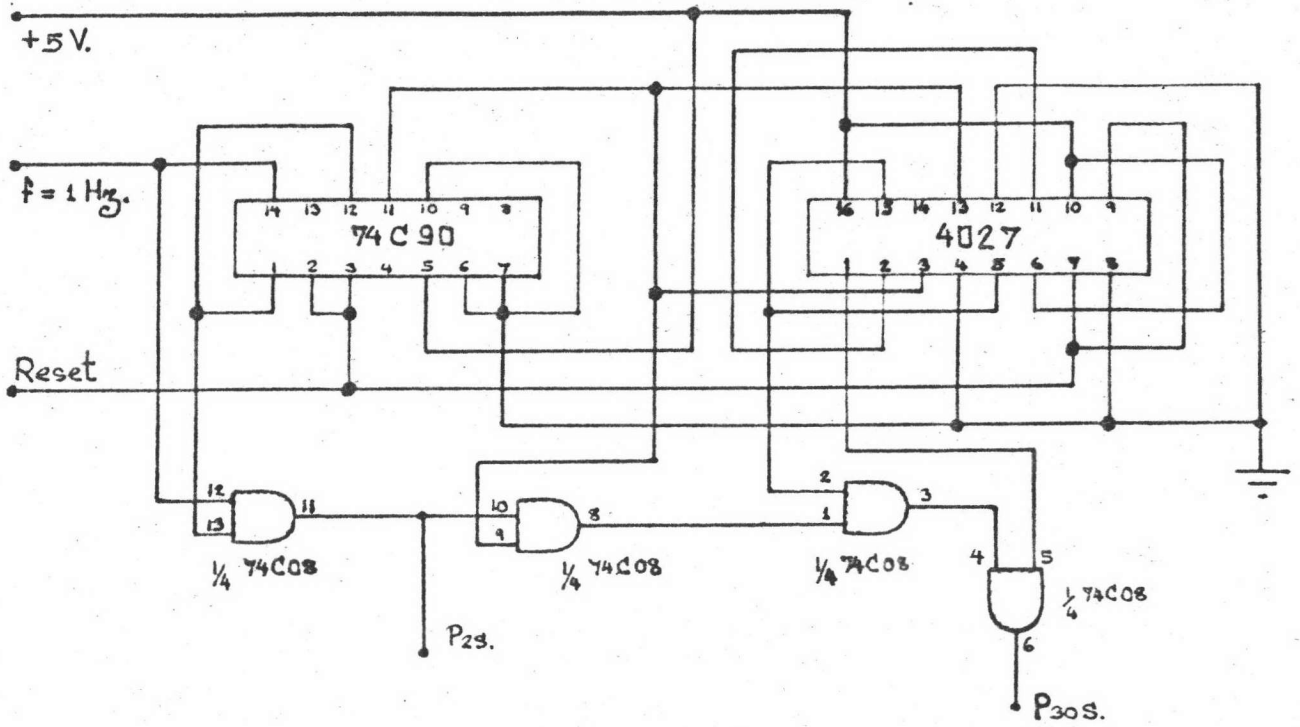 +5V.
f = 1 Hz.
14 13 12 11 10 9 8
74C90
1 2 3 4 5 6 7
16 15 14 13 12 11 10 9
4027
1 2 3 4 5 6 7 8
Reset
12
13
11
1/4 74C08
P2s.
10
9
8
1/4 74C08
2
1
3
1/4 74C08
4 5
1/4 74C08
6
P30s.